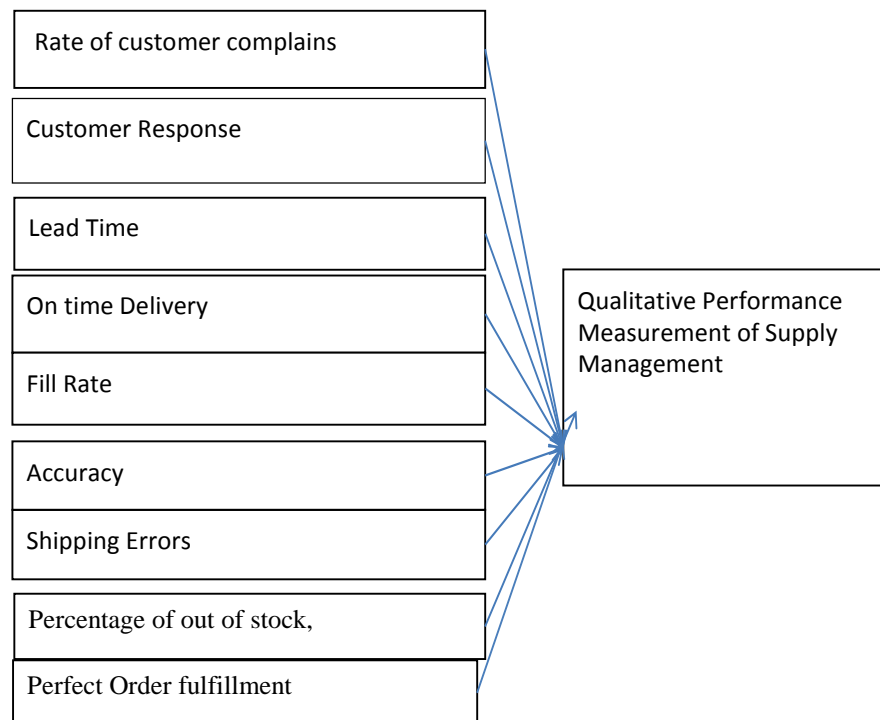 Rate of customer complains
Customer Response
Lead Time
On time Delivery
Fill Rate
Accuracy
Shipping Errors
Percentage of out of stock,
Perfect Order fulfillment
Qualitative Performance
Measurement of Supply
Management